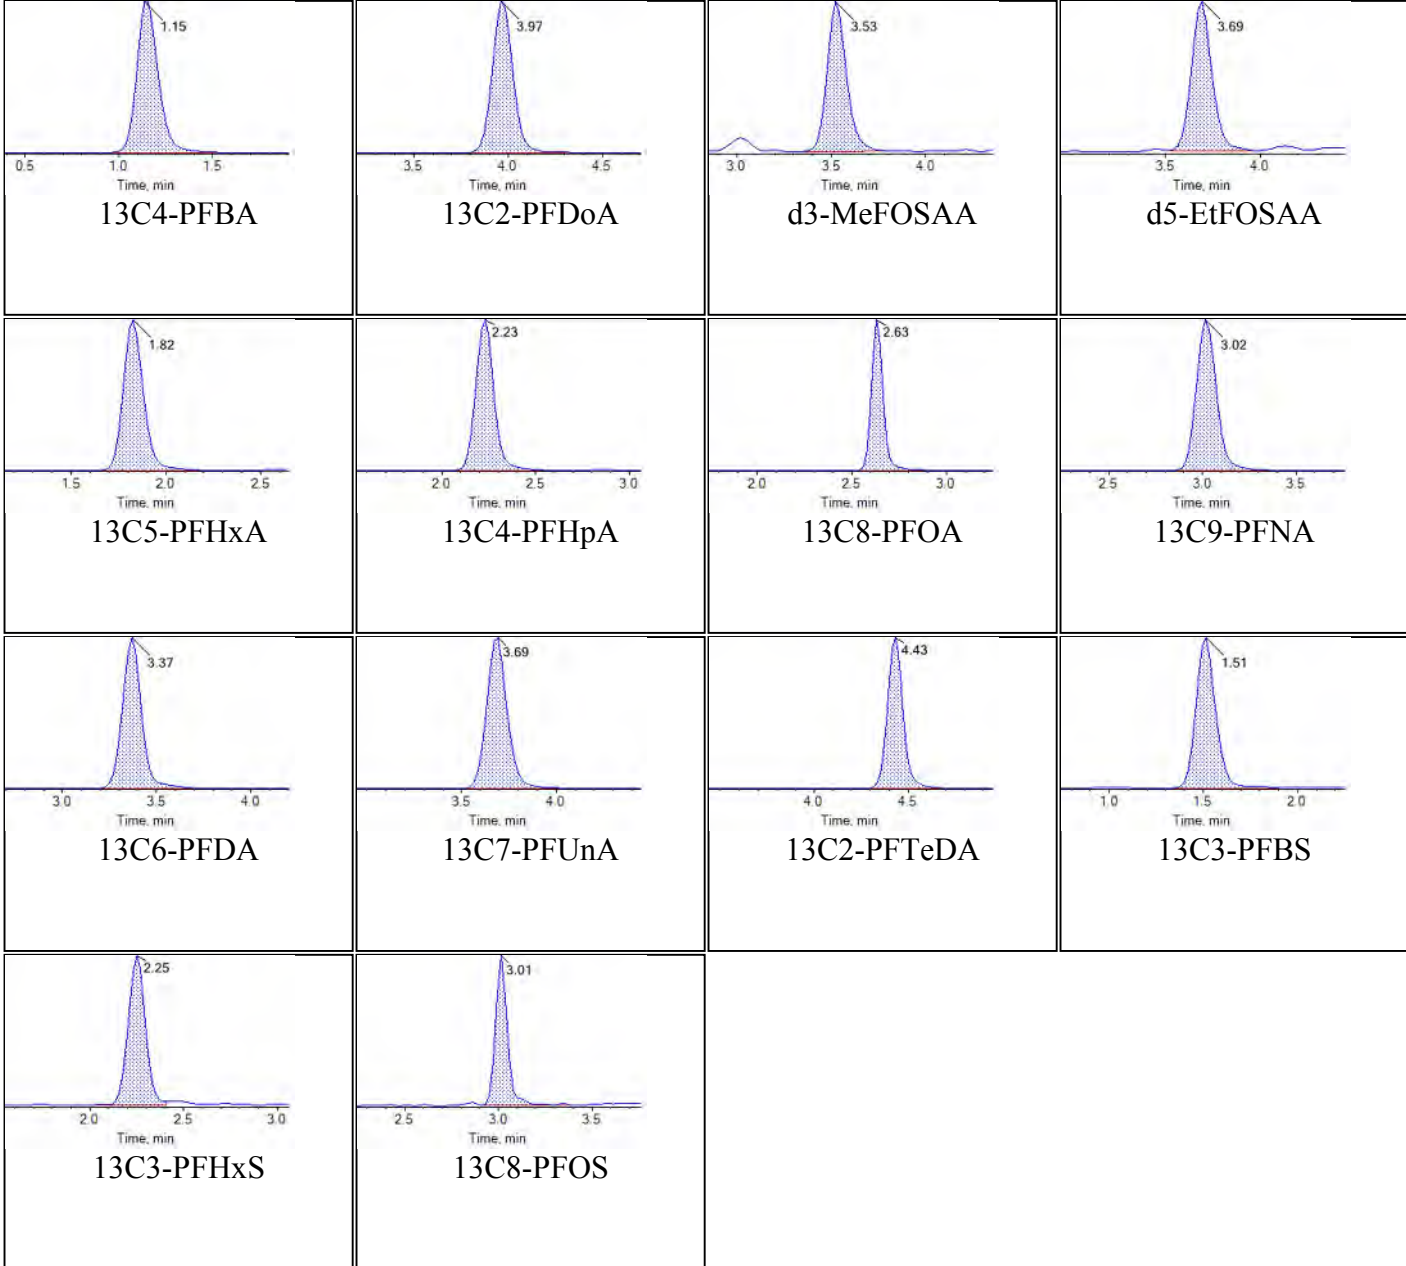 1.15
0.5 1.0 1.5
Time, min
13C4-PFBA
3.97
3.5 4.0 4.5
Time, min
13C2-PFDoA
3.53
3.0 3.5 4.0
Time, min
d3-MeFOSAA
3.69
3.5 4.0
Time, min
d5-EtFOSAA
1.82
1.5 2.0 2.5
Time, min
13C5-PFHxA
2.23
2.0 2.5 3.0
Time, min
13C4-PFHpA
2.63
2.0 2.5 3.0
Time, min
13C8-PFOA
3.02
2.5 3.0 3.5
Time, min
13C9-PFNA
3.37
3.0 3.5 4.0
Time, min
13C6-PFDA
3.69
3.5 4.0
Time, min
13C7-PFUnA
4.43
4.0 4.5
Time, min
13C2-PFTeDA
1.51
1.0 1.5 2.0
Time, min
13C3-PFBS
2.25
2.0 2.5 3.0
Time, min
13C3-PFHxS
3.01
2.5 3.0 3.5
Time, min
13C8-PFOS